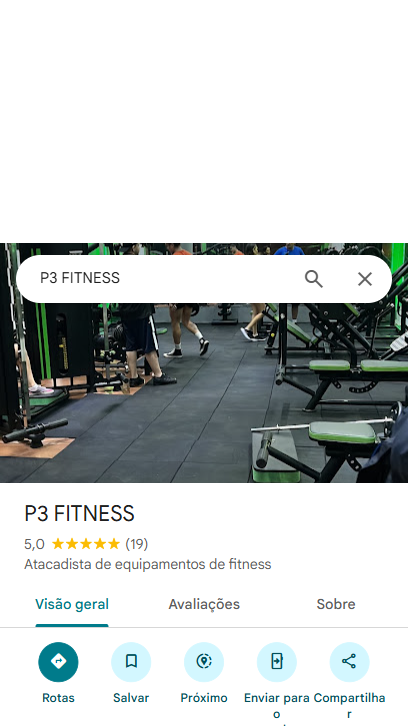 P3 FITNESS
P3 FITNESS
5,0 (19)
Atacadista de equipamentos de fitness
Visão geral Avaliações Sobre
Rotas Salvar Próximo Enviar para o Compartilhar